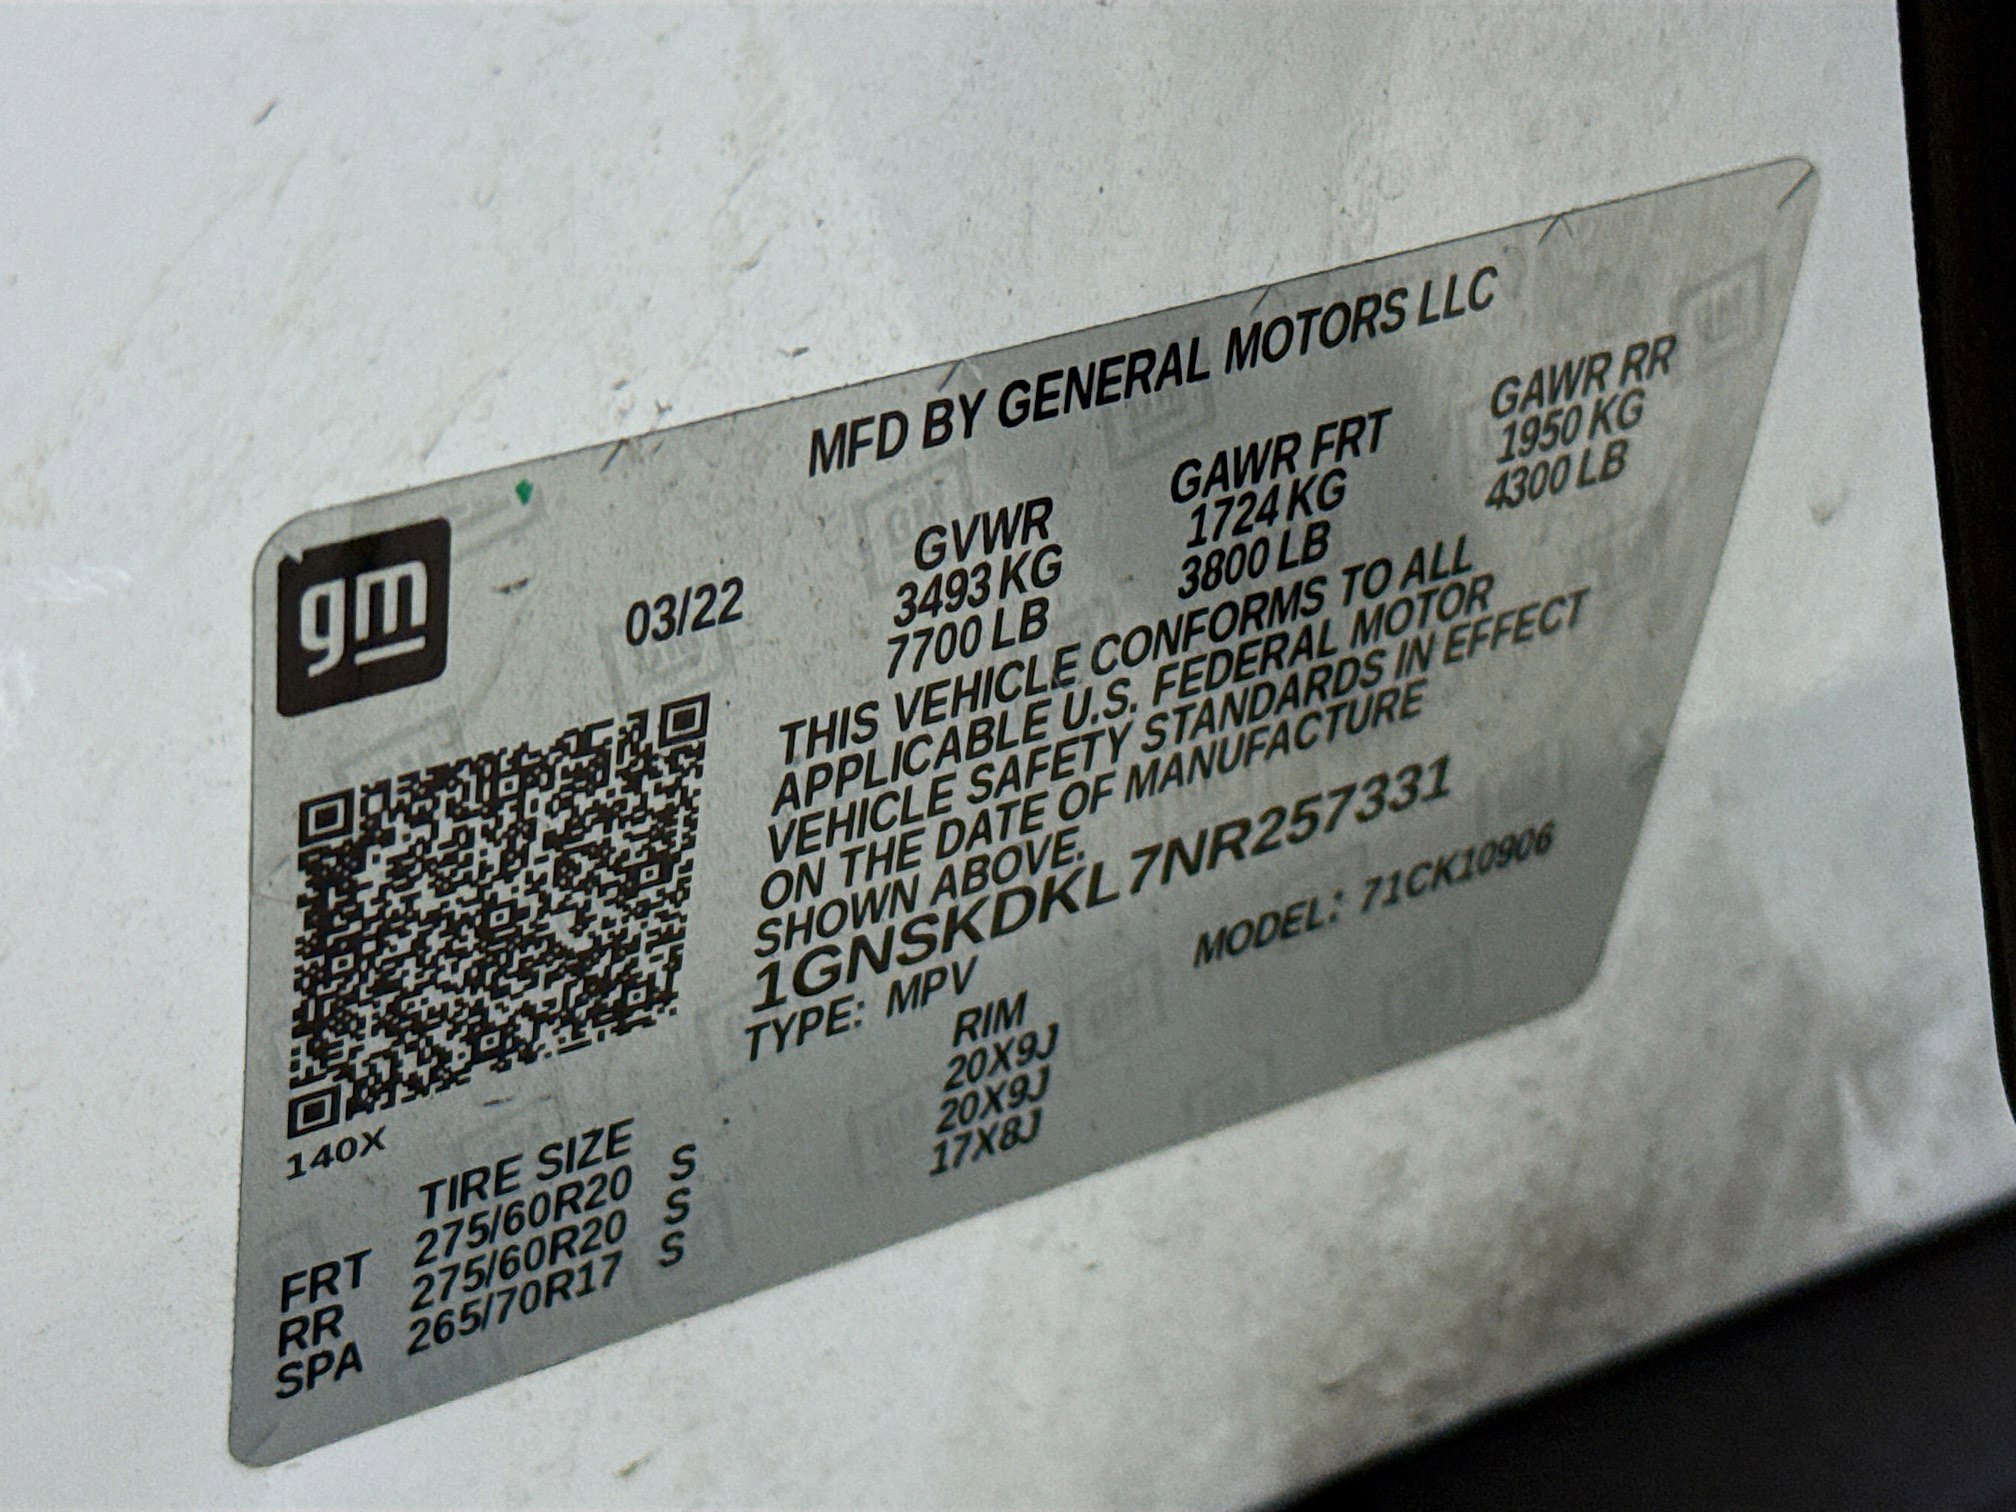 gm
MFD BY GENERAL MOTORS LLC
03/22
GVWR GAWR FRT GAWR RR
3493 KG 1724 KG 1950 KG
7700 LB 3800 LB 4300 LB
THIS VEHICLE CONFORMS TO ALL
APPLICABLE U.S. FEDERAL MOTOR
VEHICLE SAFETY STANDARDS IN EFFECT
ON THE DATE OF MANUFACTURE
SHOWN ABOVE.
1GNSKDKL7NR257331
TYPE: MPV MODEL: 71CK10906
140X
TIRE SIZE RIM
FRT 275/60R20 S 20X9J
RR 275/60R20 S 20X9J
SPA 265/70R17 S 17X8J